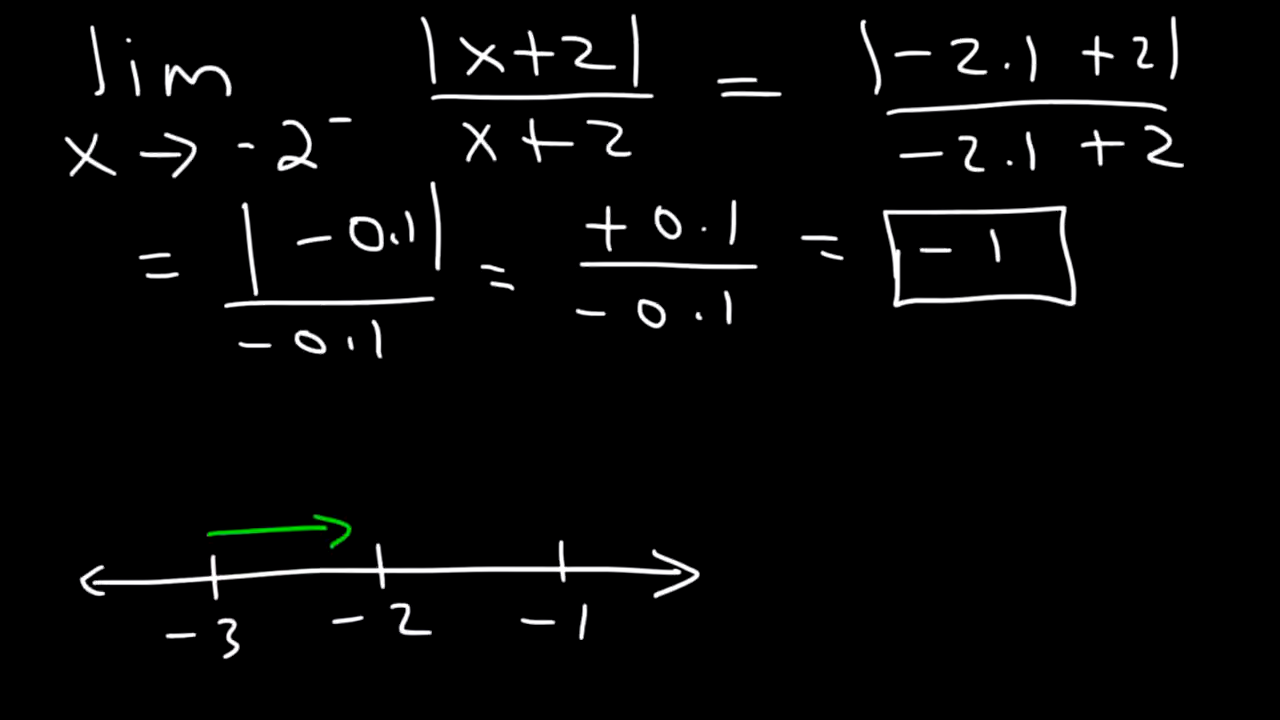 lim x → -2⁻ |x+2| / x+2 = |-2.1 +2| / -2.1 +2
= |-0.1| / -0.1 = +0.1 / -0.1 = -1
-3 -2 -1